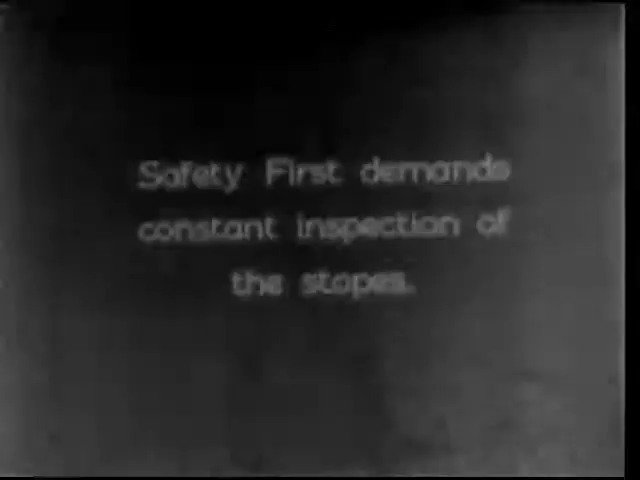 Safety First demands
constant inspection of
the stopes.